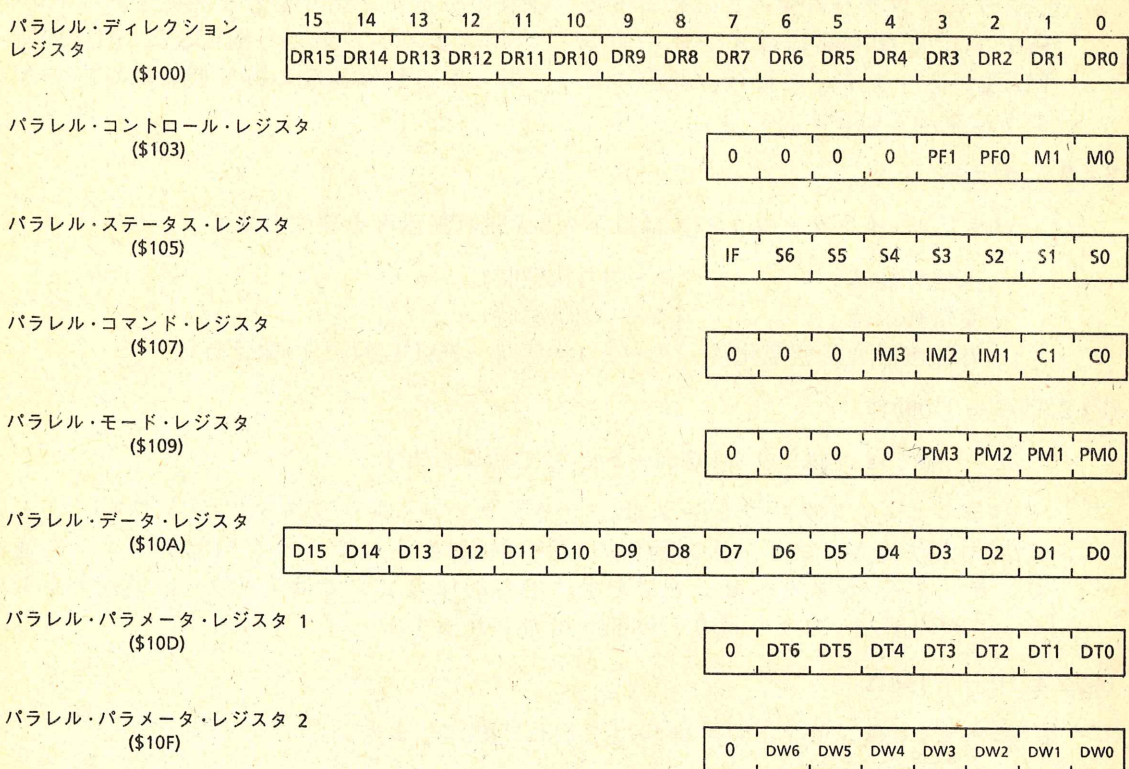 15 14 13 12 11 10 9 8 7 6 5 4 3 2 1 0
パラレル・ディレクション
レジスタ
($100)
DR15 DR14 DR13 DR12 DR11 DR10 DR9 DR8 DR7 DR6 DR5 DR4 DR3 DR2 DR1 DR0
パラレル・コントロール・レジスタ
($103)
0 0 0 0 PF1 PF0 M1 M0
パラレル・ステータス・レジスタ
($105)
IF S6 S5 S4 S3 S2 S1 S0
パラレル・コマンド・レジスタ
($107)
0 0 0 IM3 IM2 IM1 C1 C0
パラレル・モード・レジスタ
($109)
0 0 0 0 PM3 PM2 PM1 PM0
パラレル・データ・レジスタ
($10A)
D15 D14 D13 D12 D11 D10 D9 D8 D7 D6 D5 D4 D3 D2 D1 D0
パラレル・パラメータ・レジスタ 1
($10D)
0 DT6 DT5 DT4 DT3 DT2 DT1 DT0
パラレル・パラメータ・レジスタ 2
($10F)
0 DW6 DW5 DW4 DW3 DW2 DW1 DW0